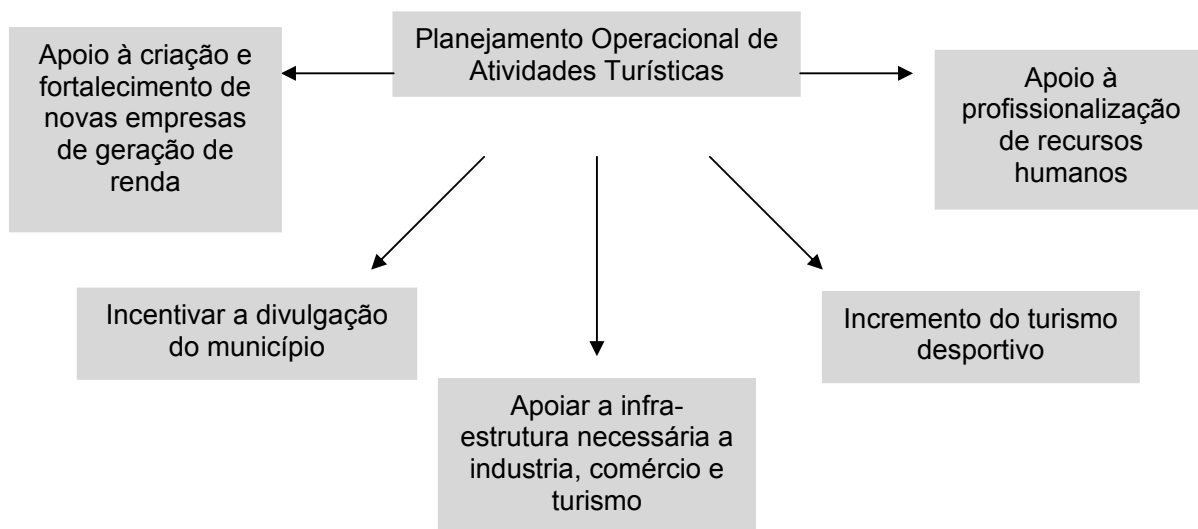 Planejamento Operacional de
Atividades Turísticas
Apoio à criação e
fortalecimento de
novas empresas
de geração de
renda
Apoio à
profissionalização
de recursos
humanos
Incentivar a divulgação
do município
Incremento do turismo
desportivo
Apoiar a infra-
estrutura necessária a
industria, comércio e
turismo